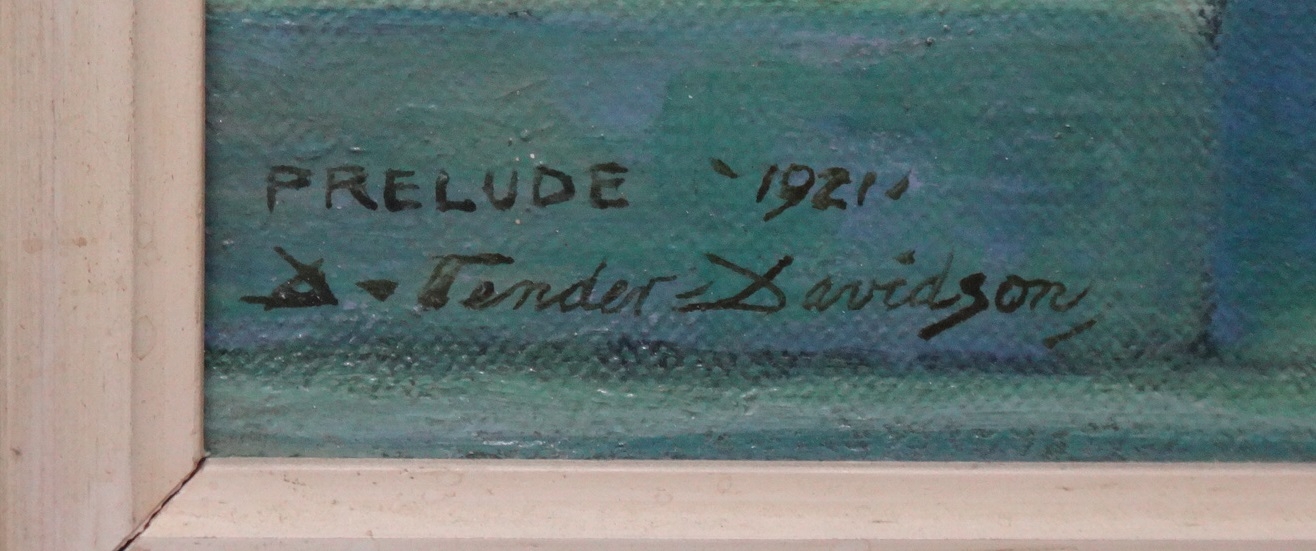 PRELUDE '1921.
D - Tender-Davidson,